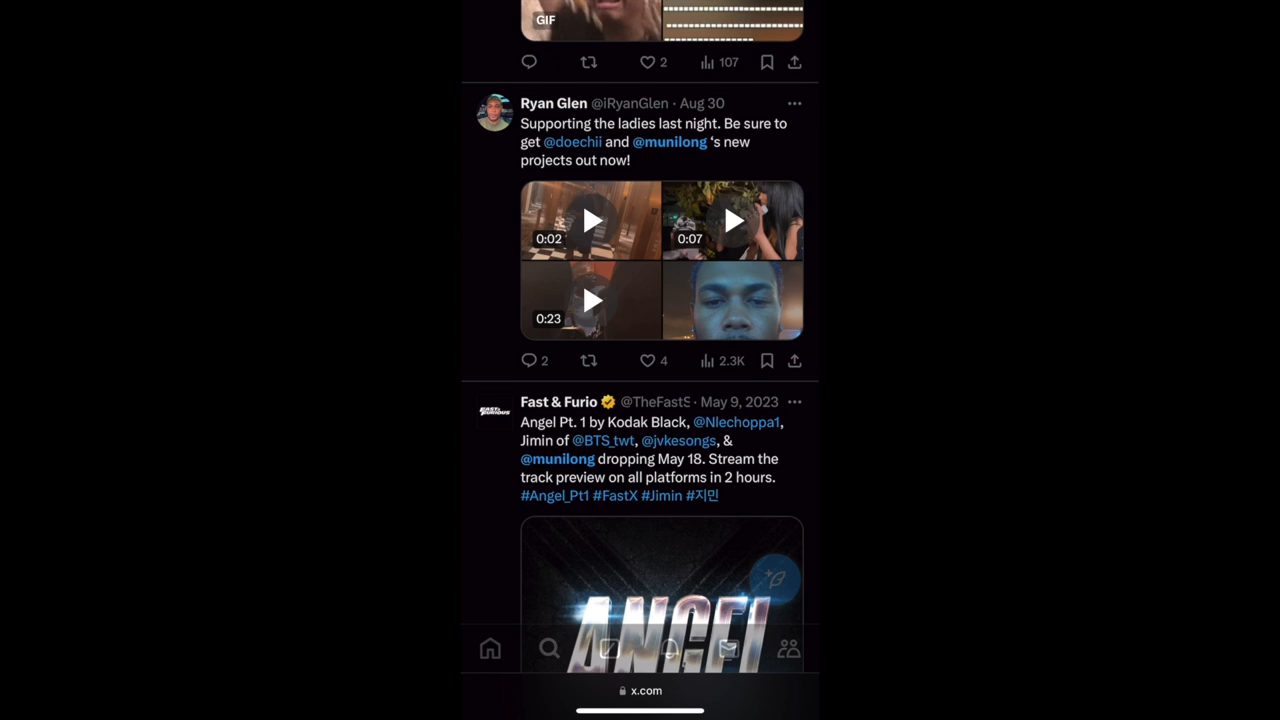 GIF
2 107
Ryan Glen @iRyanGlen · Aug 30
Supporting the ladies last night. Be sure to
get @doechii and @munilong ‘s new
projects out now!
0:02 0:07
0:23
2 4 2.3K
FAST & FURIOUS
Fast & Furio @TheFastS · May 9, 2023
Angel Pt. 1 by Kodak Black, @Nlechoppa1,
Jimin of @BTS_twt, @jvkesongs, &
@munilong dropping May 18. Stream the
track preview on all platforms in 2 hours.
#Angel_Pt1 #FastX #Jimin #지민
ANGEL
x.com